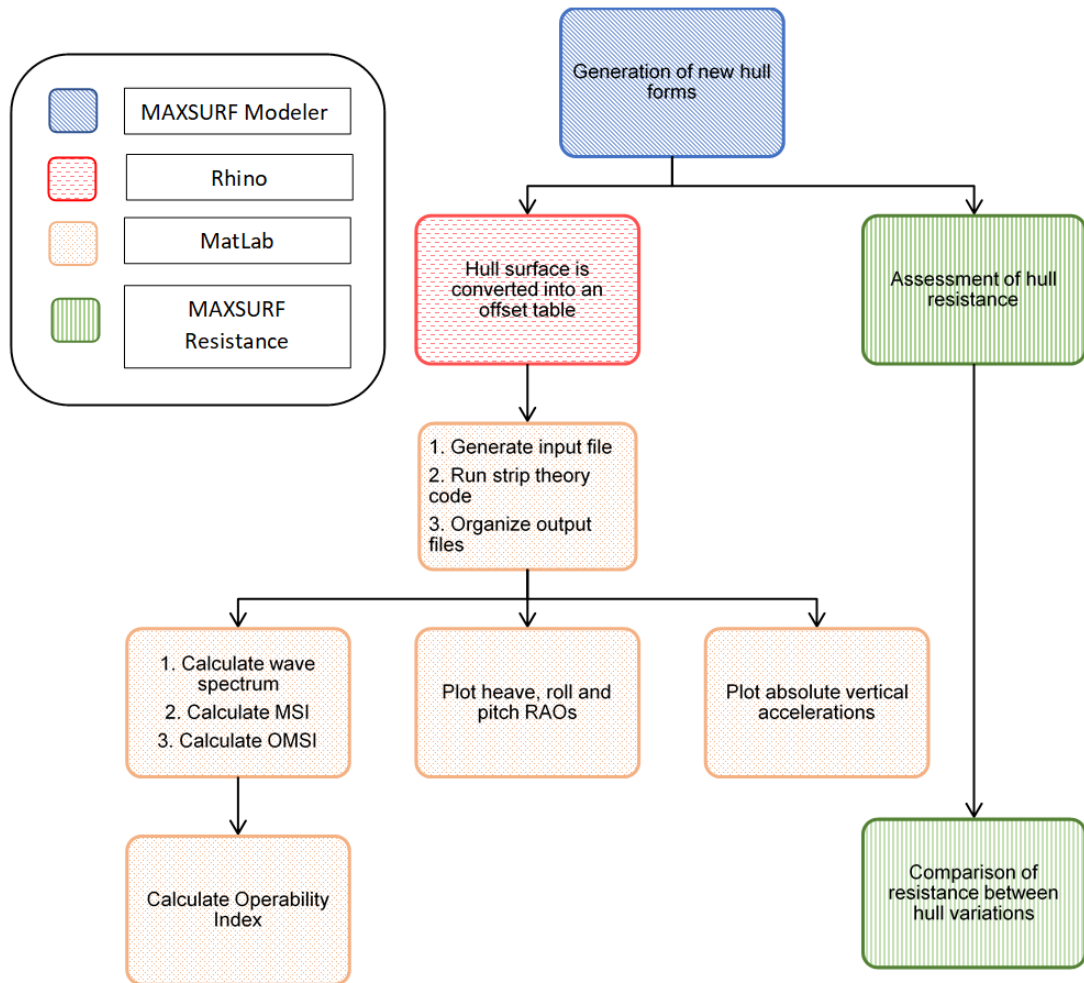 MAXSURF Modeler
Rhino
MatLab
MAXSURF
Resistance
Generation of new hull
forms
Hull surface is
converted into an
offset table
Assessment of hull
resistance
1. Generate input file
2. Run strip theory
code
3. Organize output
files
1. Calculate wave
spectrum
2. Calculate MSI
3. Calculate OMSI
Plot heave, roll and
pitch RAOs
Plot absolute vertical
accelerations
Calculate Operability
Index
Comparison of
resistance between
hull variations